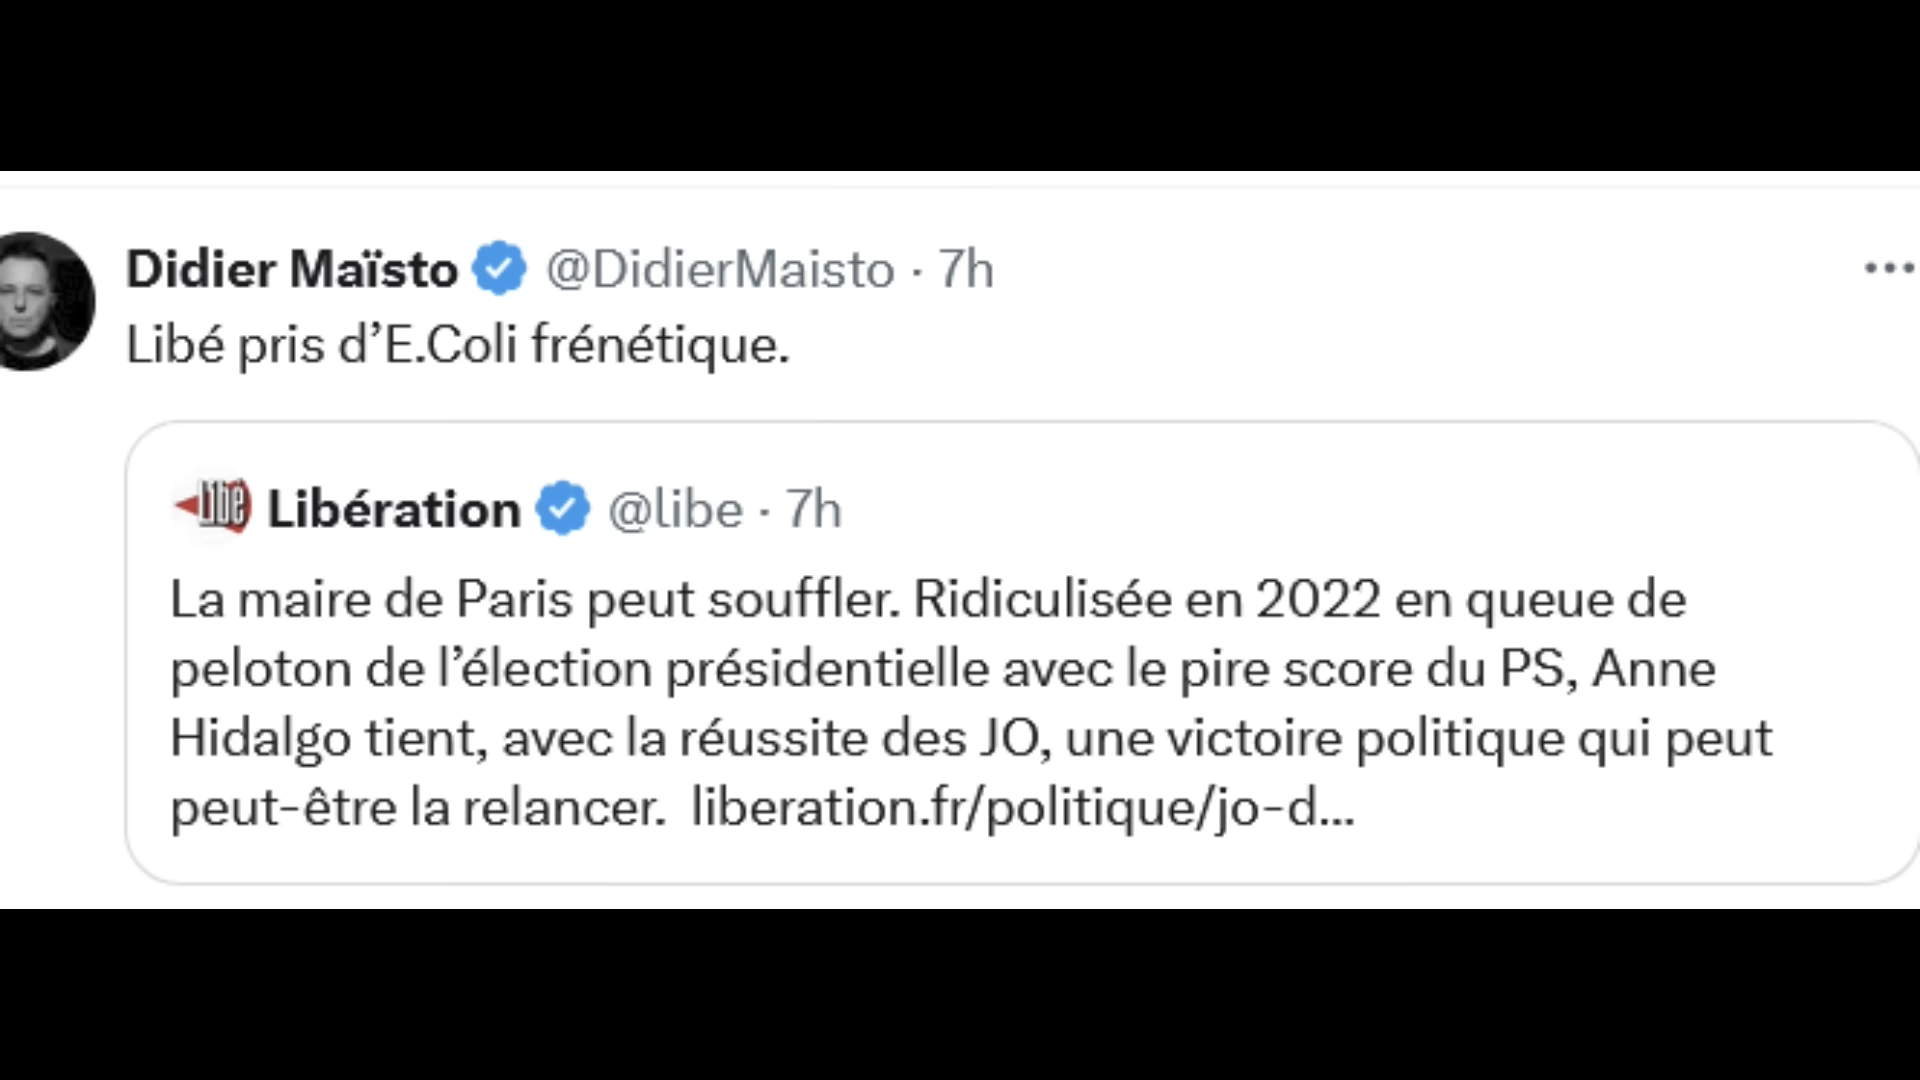 Didier Maïsto @DidierMaisto · 7h
Libé pris d’E.Coli frénétique.
Libé Libération @libe · 7h
La maire de Paris peut souffler. Ridiculisée en 2022 en queue de
peloton de l’élection présidentielle avec le pire score du PS, Anne
Hidalgo tient, avec la réussite des JO, une victoire politique qui peut
peut-être la relancer.  liberation.fr/politique/jo-d...